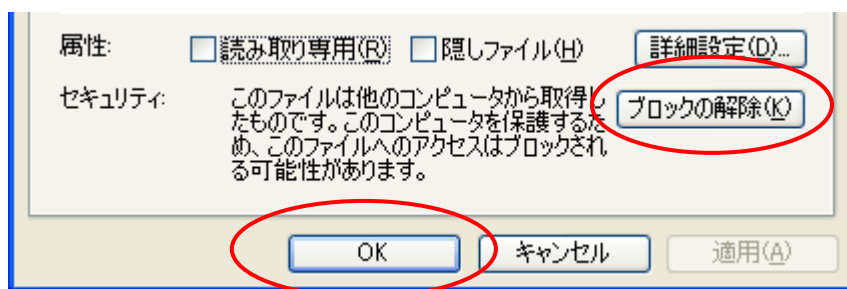 属性: 読み取り専用(R) 隠しファイル(H) 詳細設定(D)...
セキュリティ: このファイルは他のコンピュータから取得し ブロックの解除(K)
たものです。このコンピュータを保護するた
め、このファイルへのアクセスはブロックされ
る可能性があります。
OK キャンセル 適用(A)